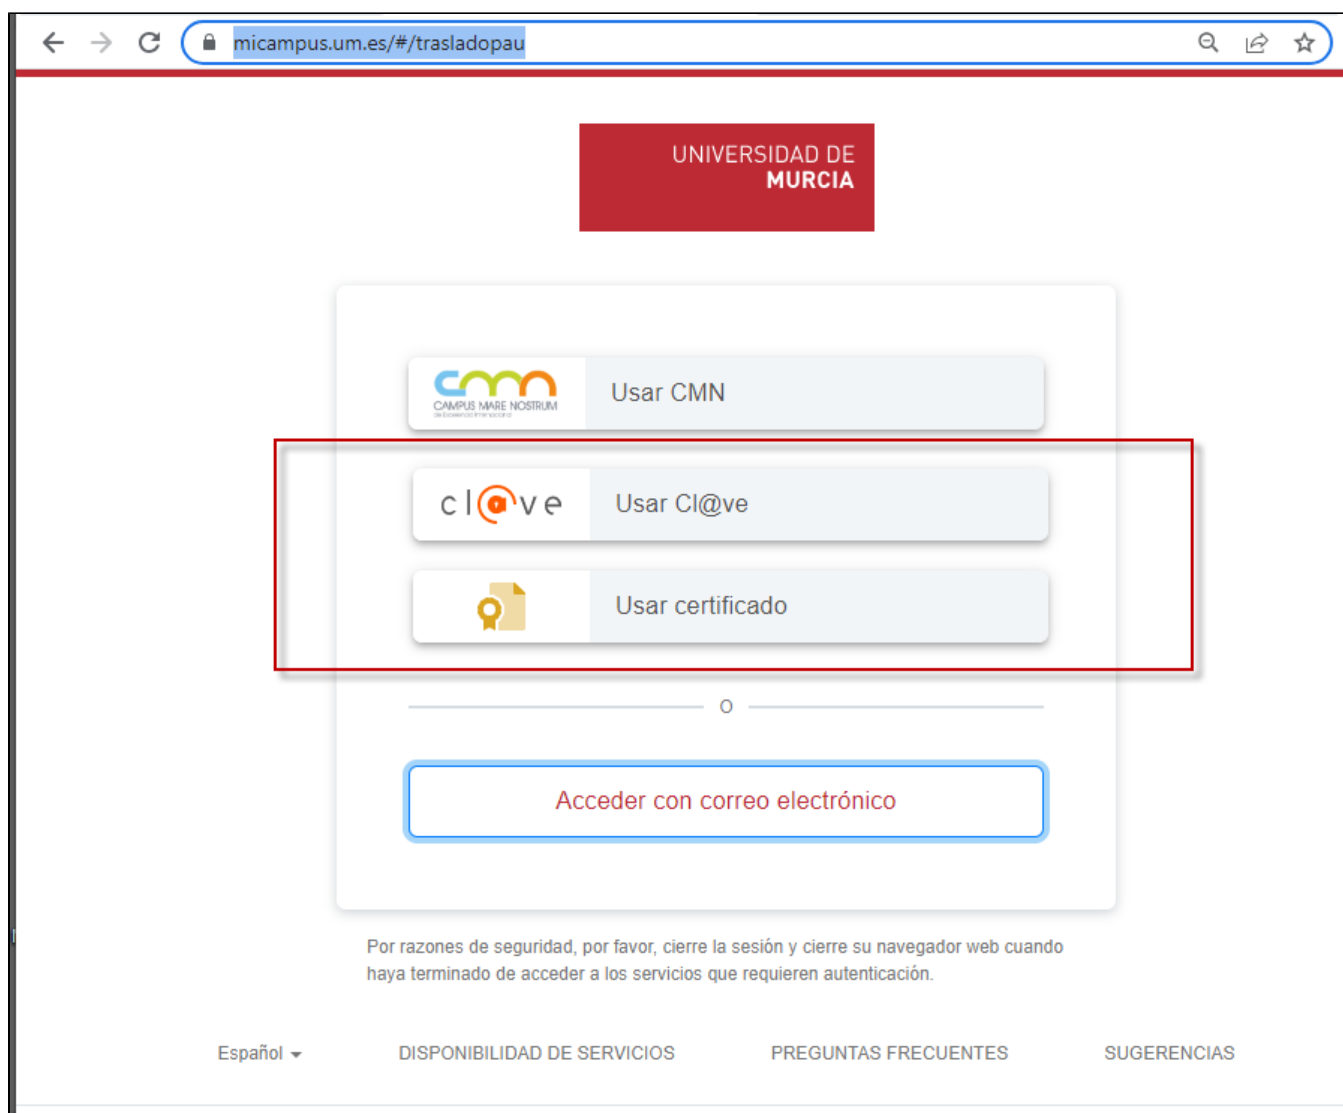 micampus.um.es/#/trasladopau
UNIVERSIDAD DE
MURCIA
cmn
CAMPUS MARE NOSTRUM
Usar CMN
cl@ve
Usar Cl@ve
Usar certificado
O
Acceder con correo electrónico
Por razones de seguridad, por favor, cierre la sesión y cierre su navegador web cuando
haya terminado de acceder a los servicios que requieren autenticación.
Español
DISPONIBILIDAD DE SERVICIOS
PREGUNTAS FRECUENTES
SUGERENCIAS